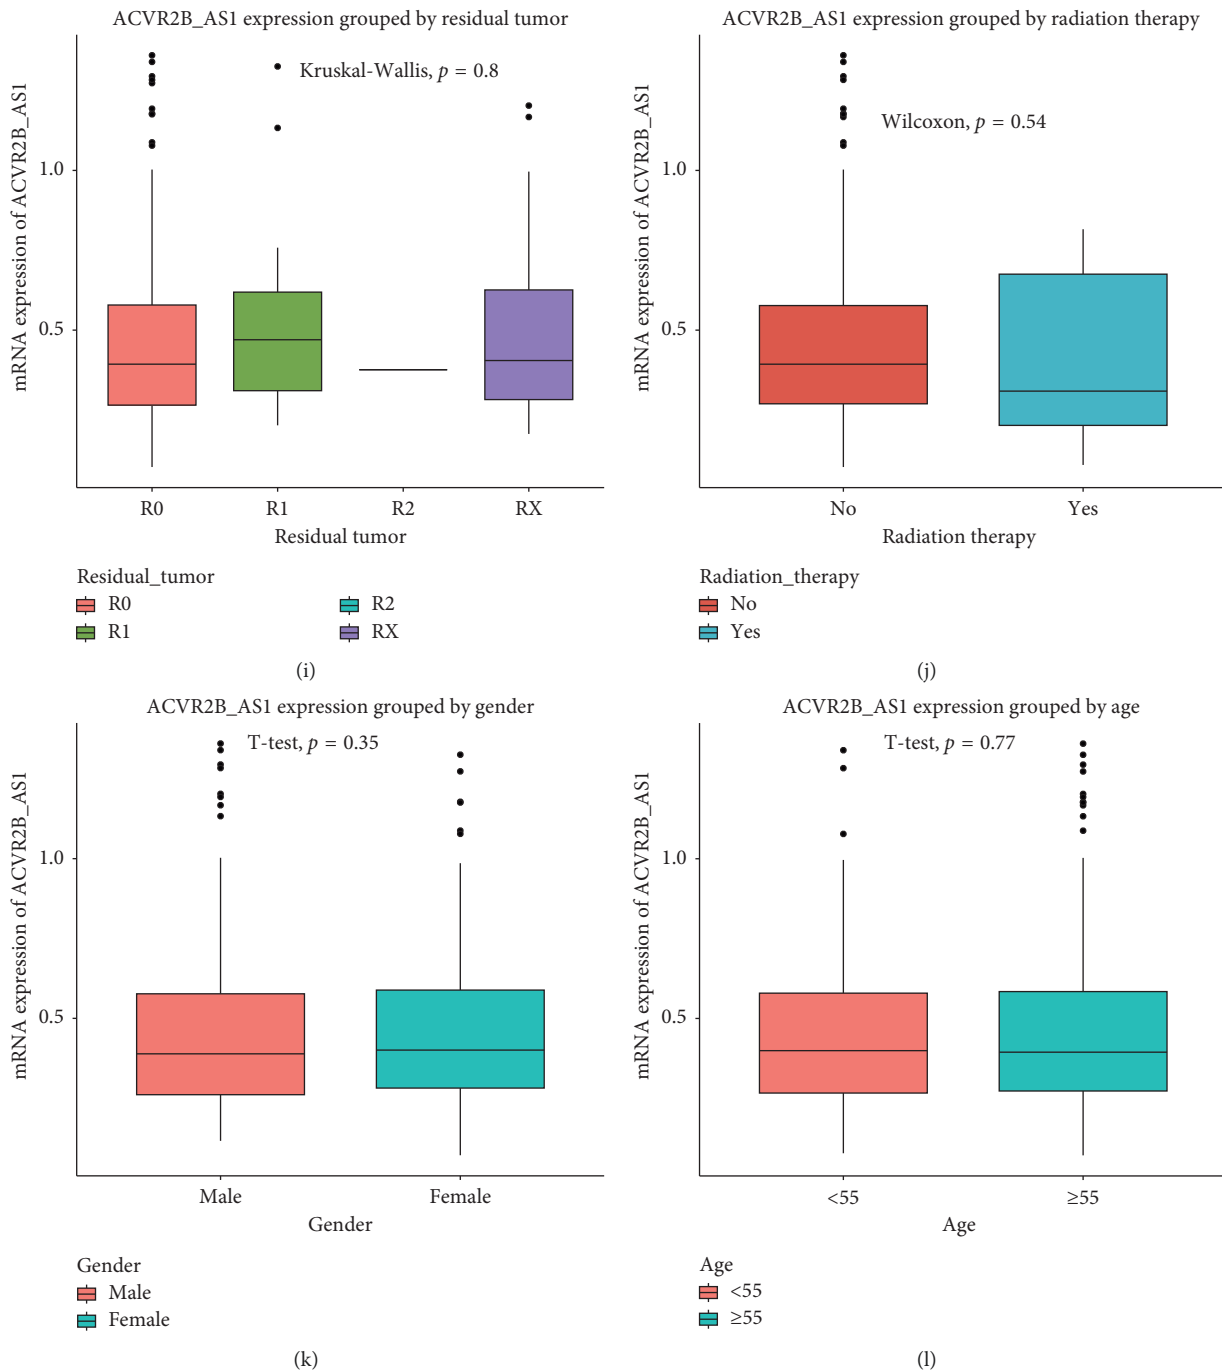 ACVR2B_AS1 expression grouped by residual tumor
Kruskal-Wallis, p = 0.8
mRNA expression of ACVR2B_AS1
1.0
0.5
R0 R1 R2 RX
Residual tumor
Residual_tumor
R0 R2
R1 RX
(i)
ACVR2B_AS1 expression grouped by radiation therapy
Wilcoxon, p = 0.54
mRNA expression of ACVR2B_AS1
1.0
0.5
No Yes
Radiation therapy
Radiation_therapy
No
Yes
(j)
ACVR2B_AS1 expression grouped by gender
T-test, p = 0.35
mRNA expression of ACVR2B_AS1
1.0
0.5
Male Female
Gender
Gender
Male
Female
(k)
ACVR2B_AS1 expression grouped by age
T-test, p = 0.77
mRNA expression of ACVR2B_AS1
1.0
0.5
<55 ≥55
Age
Age
<55
≥55
(l)